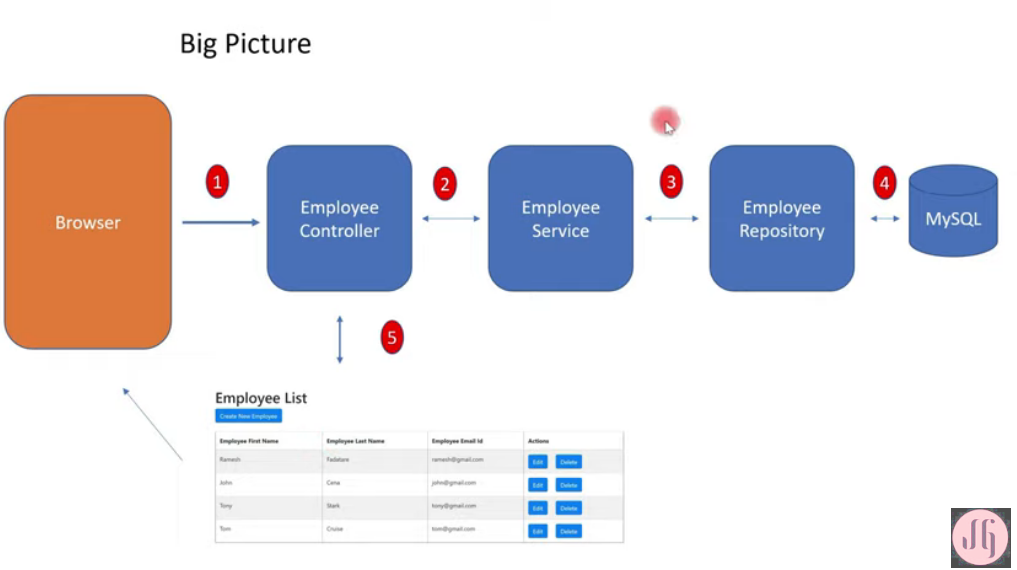 Big Picture
Browser
1
Employee
Controller
2
Employee
Service
3
Employee
Repository
4
MySQL
5
Employee List
Create New Employee
Employee First Name Employee Last Name Employee Email Id Actions
Ramesh Fadatare ramesh@gmail.com Edit Delete
John Cena john@gmail.com Edit Delete
Tony Stark tony@gmail.com Edit Delete
Tom Cruise tom@gmail.com Edit Delete